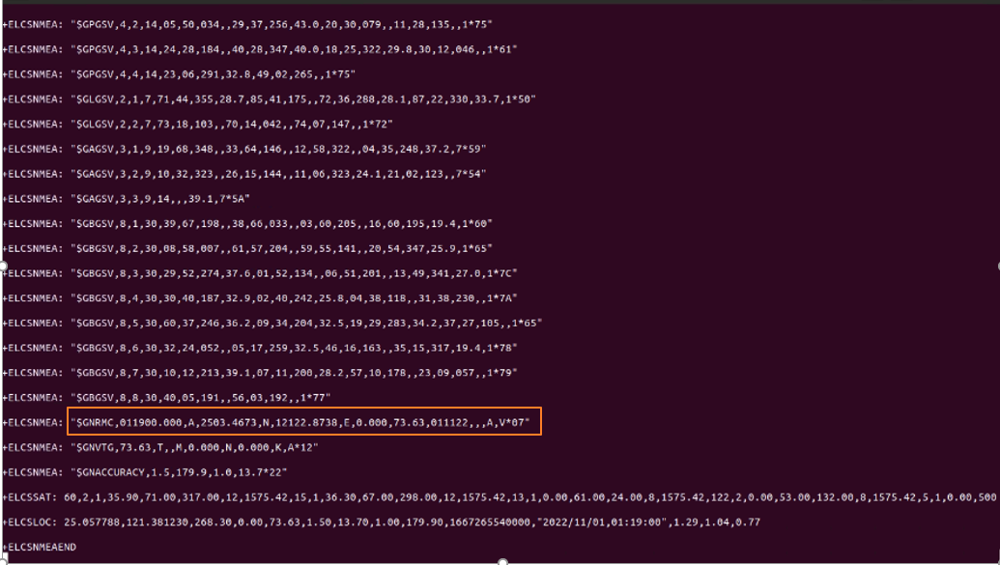 +ELCSNMEA: "$GPGSV,4,2,14,05,50,034,,29,37,256,43.0,20,30,079,,11,28,135,,1*75"
+ELCSNMEA: "$GPGSV,4,3,14,24,28,184,,40,28,347,40.0,18,25,322,29.8,30,12,046,,1*61"
+ELCSNMEA: "$GPGSV,4,4,14,23,06,291,32.8,49,02,265,,1*75"
+ELCSNMEA: "$GLGSV,2,1,7,71,44,355,28.7,85,41,175,,72,36,288,28.1,87,22,330,33.7,1*50"
+ELCSNMEA: "$GLGSV,2,2,7,73,18,103,,70,14,042,,74,07,147,,1*72"
+ELCSNMEA: "$GAGSV,3,1,9,19,68,348,,33,64,146,,12,58,322,,04,35,248,37.2,7*59"
+ELCSNMEA: "$GAGSV,3,2,9,10,32,323,,26,15,144,,11,06,323,24.1,21,02,123,,7*54"
+ELCSNMEA: "$GAGSV,3,3,9,14,,,39.1,7*5A"
+ELCSNMEA: "$GBGSV,8,1,30,39,67,198,,38,66,033,,03,60,205,,16,60,195,19.4,1*60"
+ELCSNMEA: "$GBGSV,8,2,30,08,58,007,,61,57,204,,59,55,141,,20,54,347,25.9,1*65"
+ELCSNMEA: "$GBGSV,8,3,30,29,52,274,37.6,01,52,134,,06,51,201,,13,49,341,27.0,1*7C"
+ELCSNMEA: "$GBGSV,8,4,30,30,40,187,32.9,02,40,242,25.8,04,38,118,,31,38,230,,1*7A"
+ELCSNMEA: "$GBGSV,8,5,30,60,37,246,36.2,09,34,204,32.5,19,29,283,34.2,37,27,105,,1*65"
+ELCSNMEA: "$GBGSV,8,6,30,32,24,052,,05,17,259,32.5,46,16,163,,35,15,317,19.4,1*78"
+ELCSNMEA: "$GBGSV,8,7,30,10,12,213,39.1,07,11,200,28.2,57,10,178,,23,09,057,,1*79"
+ELCSNMEA: "$GBGSV,8,8,30,40,05,191,,56,03,192,,1*77"
+ELCSNMEA: "$GNRMC,011900.000,A,2503.4673,N,12122.8738,E,0.000,73.63,011122,,,A,V*07"
+ELCSNMEA: "$GNVTG,73.63,T,,M,0.000,N,0.000,K,A*12"
+ELCSNMEA: "$GNACCURACY,1.5,179.9,1.0,13.7*22"
+ELCSSAT: 60,2,1,35.90,71.00,317.00,12,1575.42,15,1,36.30,67.00,298.00,12,1575.42,13,1,0.00,61.00,24.00,8,1575.42,122,2,0.00,53.00,132.00,8,1575.42,5,1,0.00,500
+ELCSLOC: 25.057788,121.381230,268.30,0.00,73.63,1.50,13.70,1.00,179.90,1667265540000,"2022/11/01,01:19:00",1.29,1.04,0.77
+ELCSNMEAEND